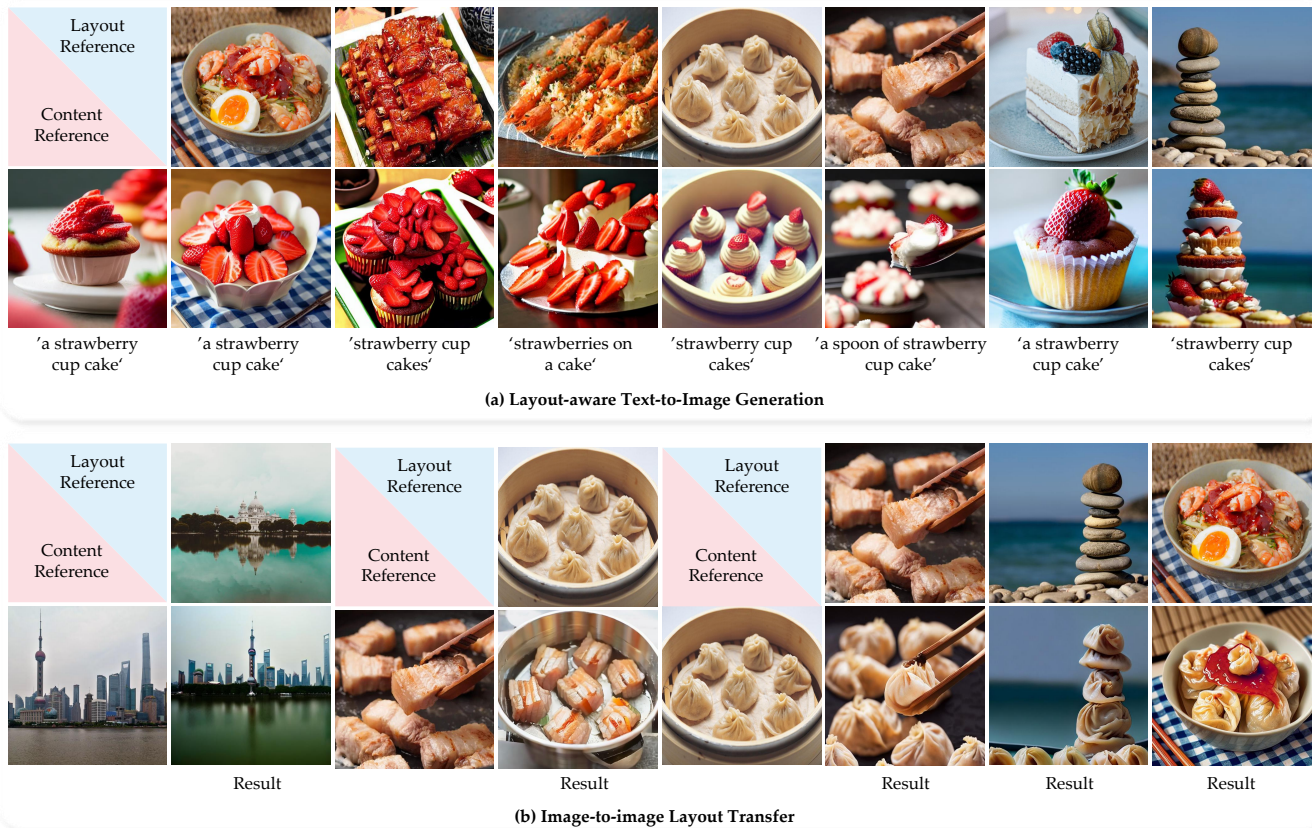 Layout
Reference
Content
Reference
’a strawberry
cup cake‘
’a strawberry
cup cake‘
’strawberry cup
cakes‘
‘strawberries on
a cake‘
’strawberry cup
cakes‘
’a spoon of strawberry
cup cake’
‘a strawberry
cup cake’
’strawberry cup
cakes‘
(a) Layout-aware Text-to-Image Generation
Layout
Reference
Content
Reference
Layout
Reference
Content
Reference
Layout
Reference
Content
Reference
Result
Result
Result
Result
Result
(b) Image-to-image Layout Transfer